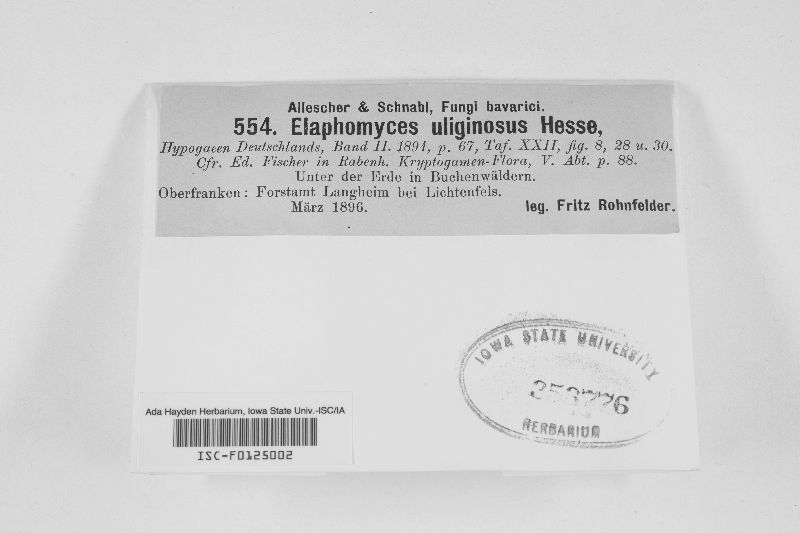 Allescher & Schnabl, Fungi bavarici.
554. Elaphomyces uliginosus Hesse,
Hypogaeen Deutschlands, Band II. 1894, p. 67, Taf. XXII, fig. 8, 28 u. 30.
Cfr. Ed. Fischer in Rabenh. Kryptogamen-Flora, V. Abt. p. 88.
Unter der Erde in Buchenwäldern.
Oberfranken: Forstamt Langheim bei Lichtenfels.
März 1896. leg. Fritz Rohnfelder.
IOWA STATE UNIVERSITY
353776
HERBARIUM
Ada Hayden Herbarium, Iowa State Univ.-ISC/IA
ISC-F0125002